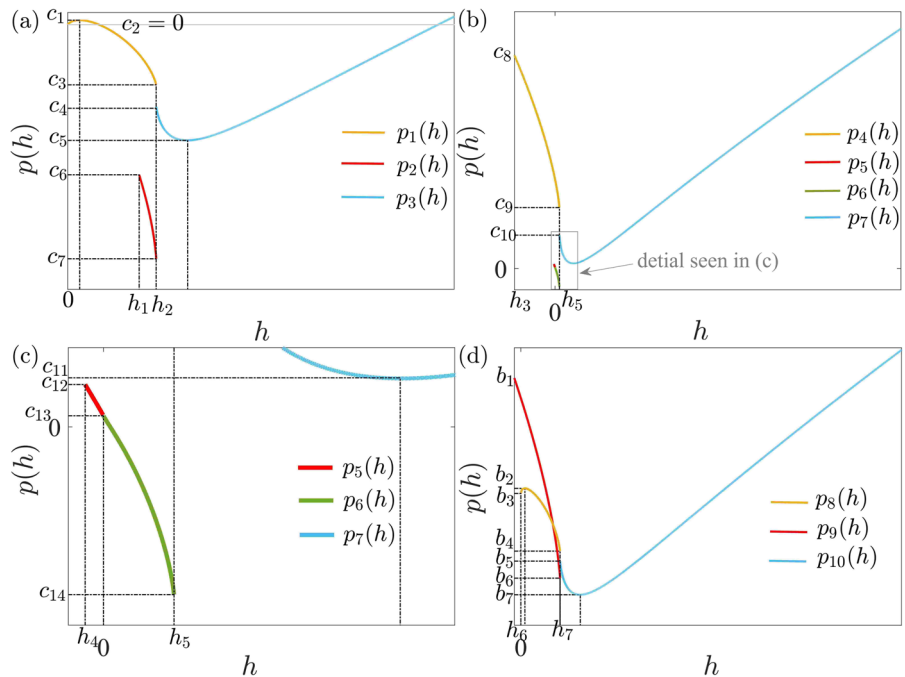 (a)
c₁
c₂ = 0
c₃
c₄
c₅
c₆
c₇
p(h)
p₁(h)
p₂(h)
p₃(h)
0
h₁
h₂
h
(b)
c₈
p(h)
c₉
c₁₀
0
p₄(h)
p₅(h)
p₆(h)
p₇(h)
detial seen in (c)
h₃
0
h₅
h
(c)
c₁₁
c₁₂
c₁₃
0
p(h)
c₁₄
p₅(h)
p₆(h)
p₇(h)
h₄
0
h₅
h
(d)
b₁
p(h)
b₂
b₃
b₄
b₅
b₆
b₇
p₈(h)
p₉(h)
p₁₀(h)
h₆
0
h₇
h